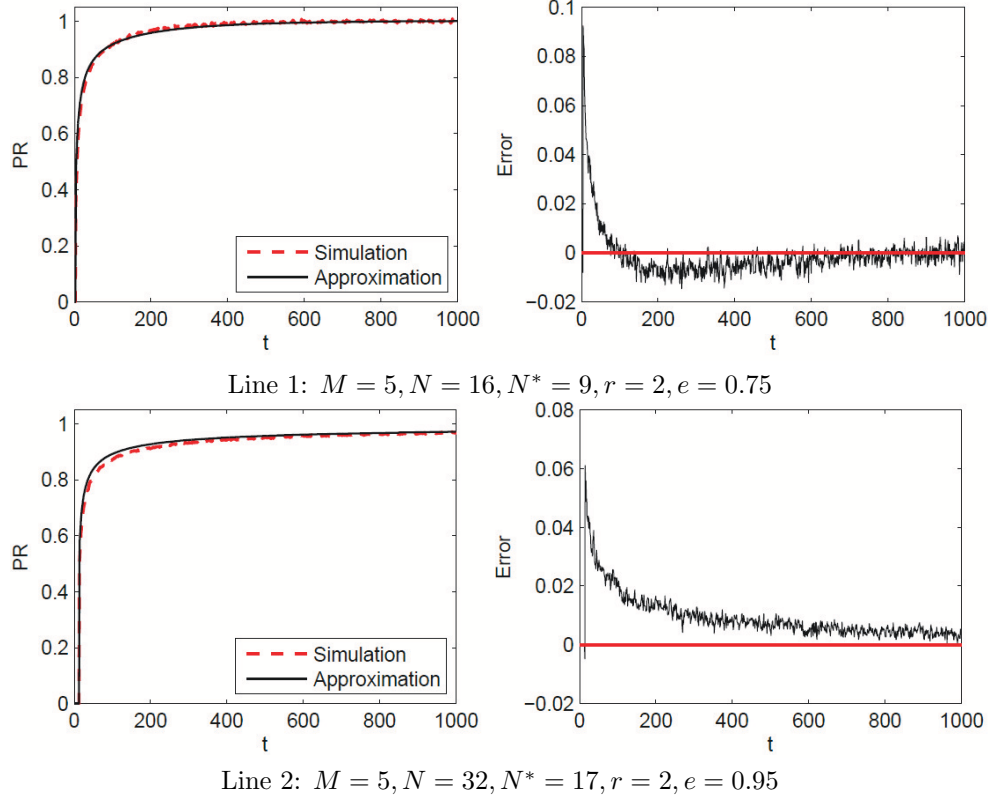 1
0.8
0.6
0.4
0.2
0
PR
Simulation
Approximation
0 200 400 600 800 1000
t
0.1
0.08
0.06
0.04
0.02
0
−0.02
Error
0 200 400 600 800 1000
t
Line 1: M = 5, N = 16, N* = 9, r = 2, e = 0.75
1
0.8
0.6
0.4
0.2
0
PR
Simulation
Approximation
0 200 400 600 800 1000
t
0.08
0.06
0.04
0.02
0
−0.02
Error
0 200 400 600 800 1000
t
Line 2: M = 5, N = 32, N* = 17, r = 2, e = 0.95